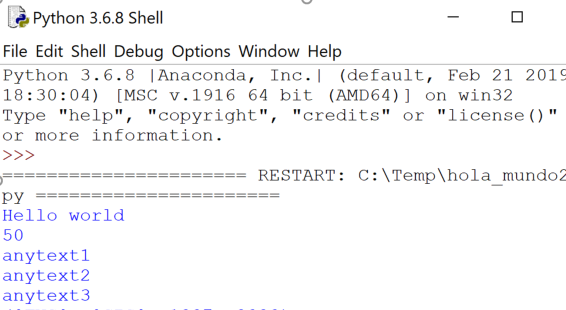 Python 3.6.8 Shell
File Edit Shell Debug Options Window Help
Python 3.6.8 |Anaconda, Inc.| (default, Feb 21 2019
18:30:04) [MSC v.1916 64 bit (AMD64)] on win32
Type "help", "copyright", "credits" or "license()"
or more information.
>>>
====================== RESTART: C:\Temp\hola_mundo2
py ======================
Hello world
50
anytext1
anytext2
anytext3